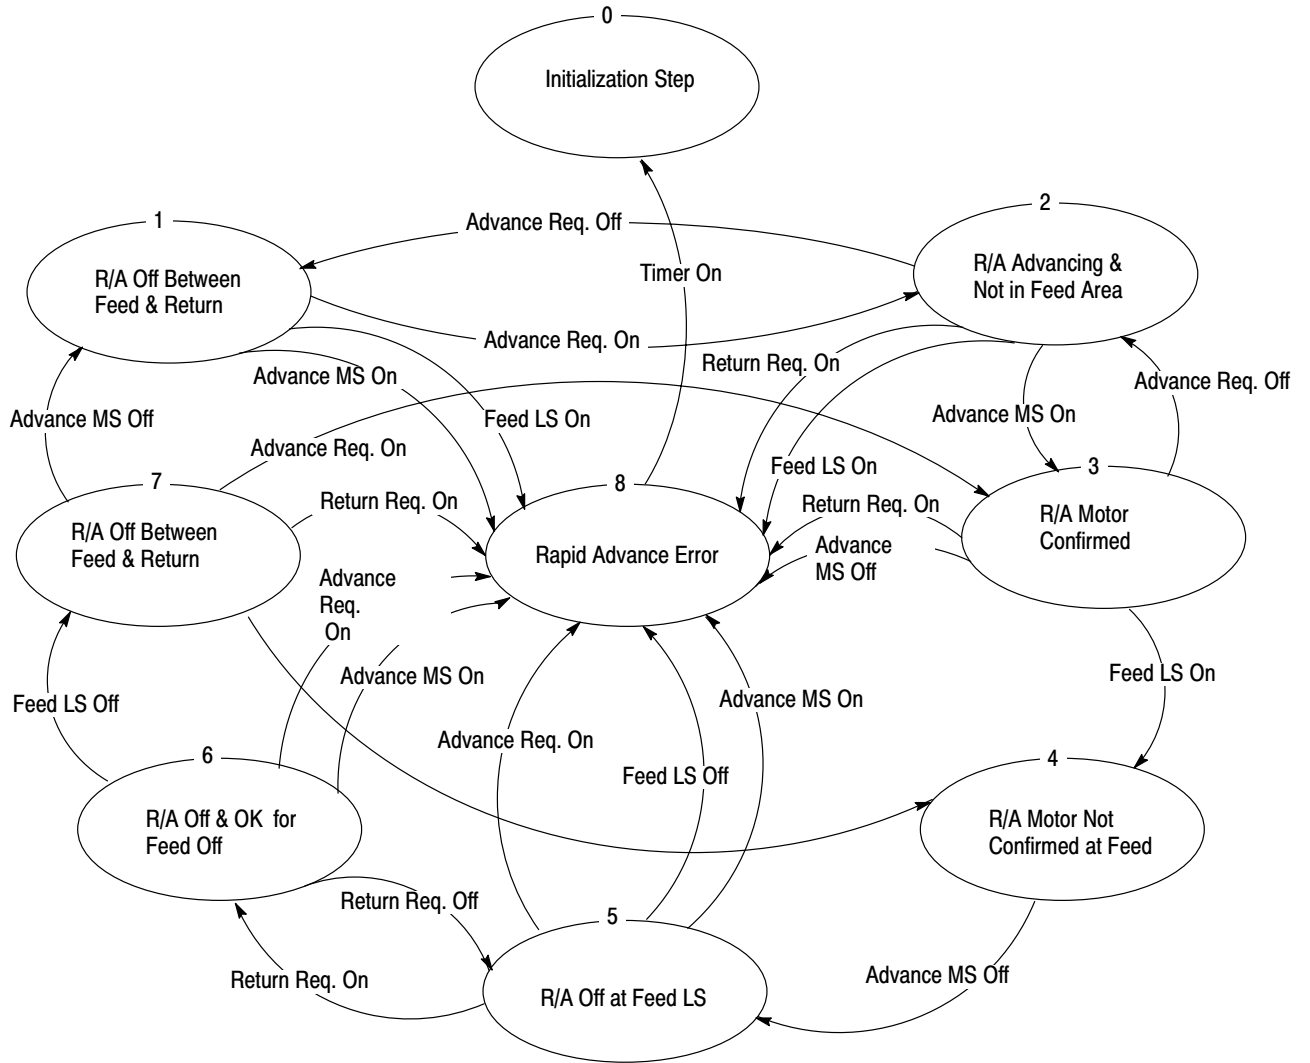 0
Initialization Step
1
R/A Off Between
Feed & Return
Advance Req. Off
Timer On
2
R/A Advancing &
Not in Feed Area
Advance Req. On
Return Req. On
Advance MS On
Feed LS On
Advance MS On
Advance Req. Off
Advance MS Off
Advance Req. On
Feed LS On
7
R/A Off Between
Feed & Return
Return Req. On
8
Rapid Advance Error
Return Req. On
Advance
MS Off
3
R/A Motor
Confirmed
Advance
Req.
On
Advance MS On
Feed LS Off
Advance Req. On
Feed LS Off
Advance MS On
Feed LS On
6
R/A Off & OK for
Feed Off
4
R/A Motor Not
Confirmed at Feed
Return Req. Off
Return Req. On
5
R/A Off at Feed LS
Advance MS Off